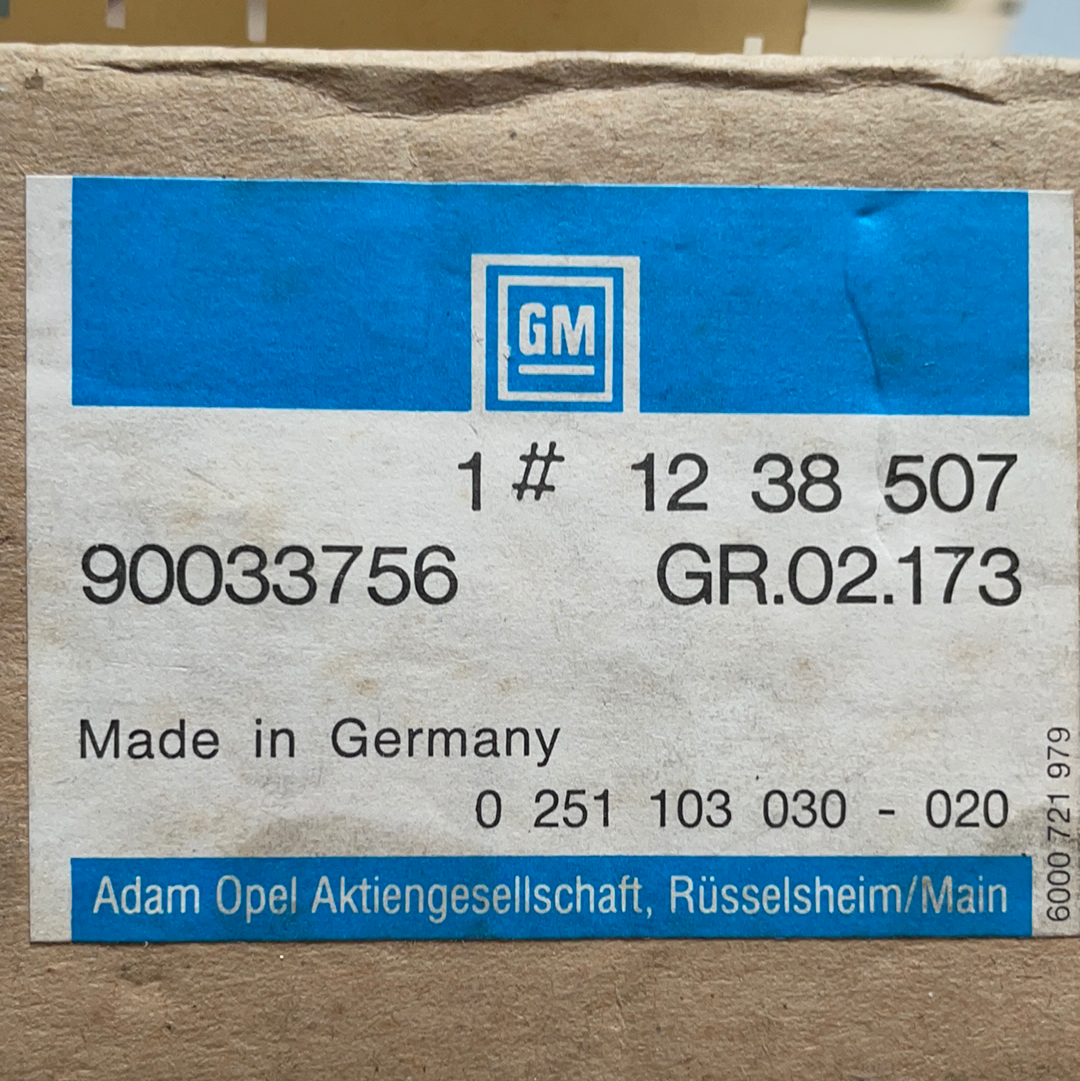 GM
1 # 12 38 507
90033756 GR.02.173
Made in Germany
0 251 103 030 - 020
Adam Opel Aktiengesellschaft, Rüsselsheim/Main
6000 721 979